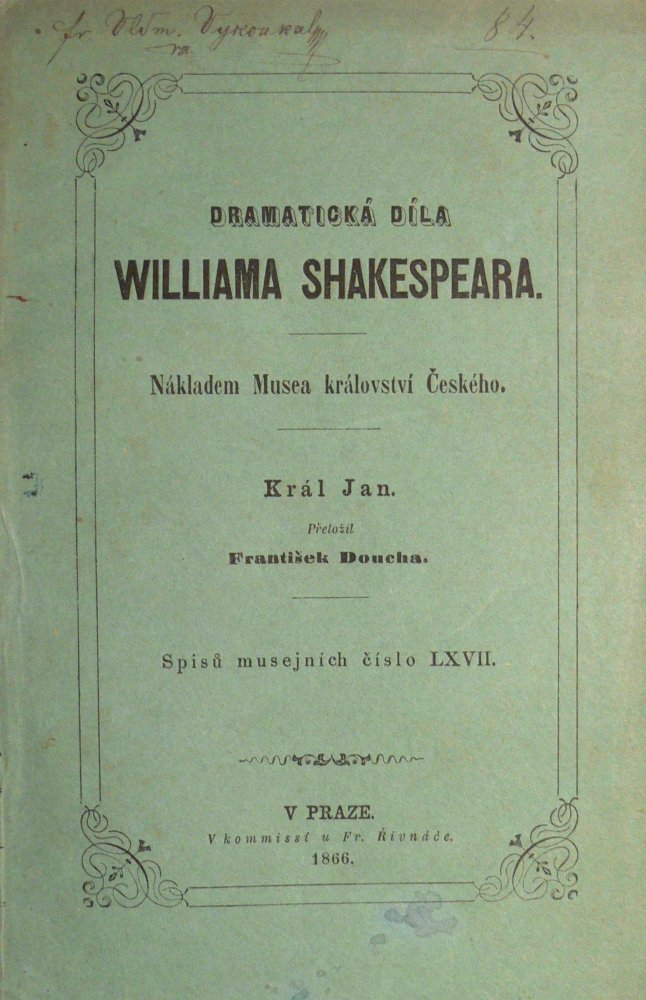 84.
DRAMATICKÁ DÍLA
WILLIAMA SHAKESPEARA.
Nákladem Musea království Českého.
Král Jan.
Přeložil
František Doucha.
Spisů musejních číslo LXVII.
V PRAZE.
V kommissí u Fr. Řivnáče.
1866.